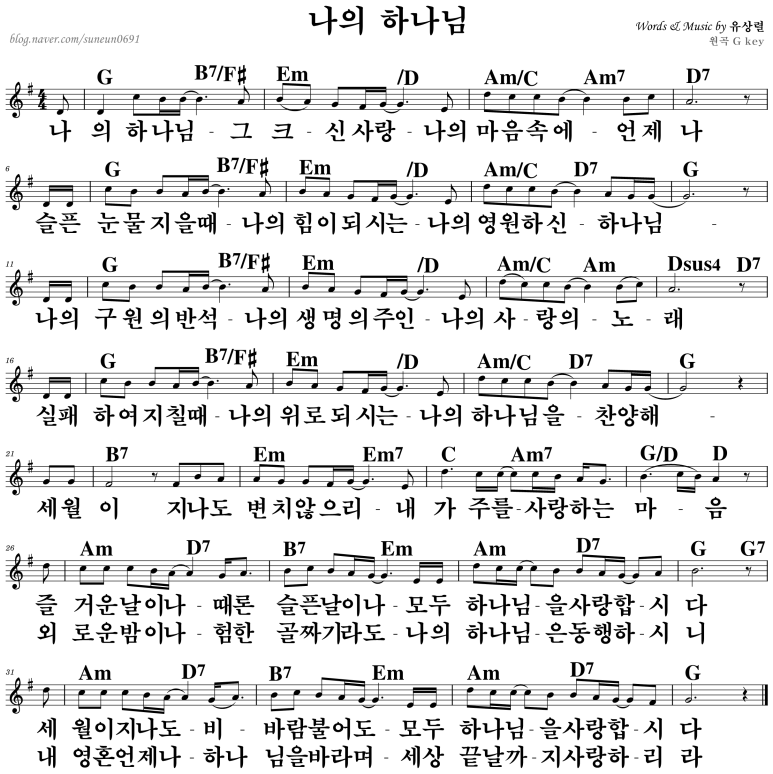 나의 하나님
Words & Music by 유상렬
blog.naver.com/suneun0691
원곡 G key
G B7/F♯ Em /D Am/C Am7 D7
나 의 하나님 - 그 크 - 신사랑 - 나의 마음속에 - 언제 나
6
G B7/F♯ Em /D Am/C D7 G
슬픈 눈물지을때 - 나의 힘이되시는 - 나의영원하신 - 하나님 -
11
G B7/F♯ Em /D Am/C Am Dsus4 D7
나의 구원의반석 - 나의 생명의주인 - 나의 사 - 랑의 - 노 - 래
16
G B7/F♯ Em /D Am/C D7 G
실패 하여지칠때 - 나의 위로되시는 - 나의 하나님을 - 찬양해 -
21
B7 Em Em7 C Am7 G/D D
세월 이 지나도 변치않으리 - 내 가 주를 - 사랑하는 마 - 음
26
Am D7 B7 Em Am D7 G G7
즐 거운날이나 - 때론 슬픈날이나 - 모두 하나님 - 을사랑합 - 시 다
외 로운밤이나 - 험한 골짜기라도 - 나의 하나님 - 은동행하 - 시 니
31
Am D7 B7 Em Am D7 G
세 월이지나도 - 비 - 바람불어도 - 모두 하나님 - 을사랑합 - 시 다
내 영혼언제나 - 하나 님을바라며 - 세상 끝날까 - 지사랑하 - 리 라